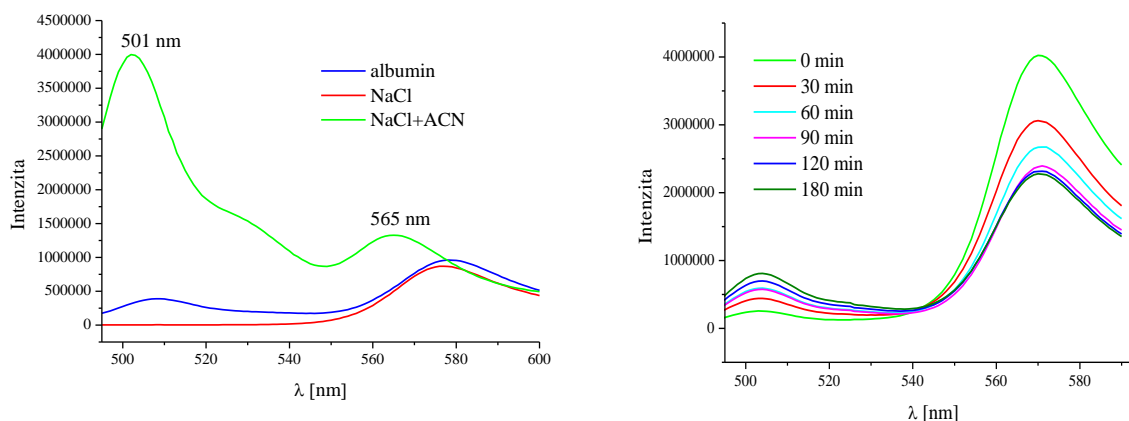 4500000
4000000
3500000
3000000
2500000
2000000
1500000
1000000
500000
0
Intenzita
501 nm
565 nm
albumin
NaCl
NaCl+ACN
500 520 540 560 580 600
λ [nm]
4000000
3000000
2000000
1000000
0
Intenzita
0 min
30 min
60 min
90 min
120 min
180 min
500 520 540 560 580
λ [nm]